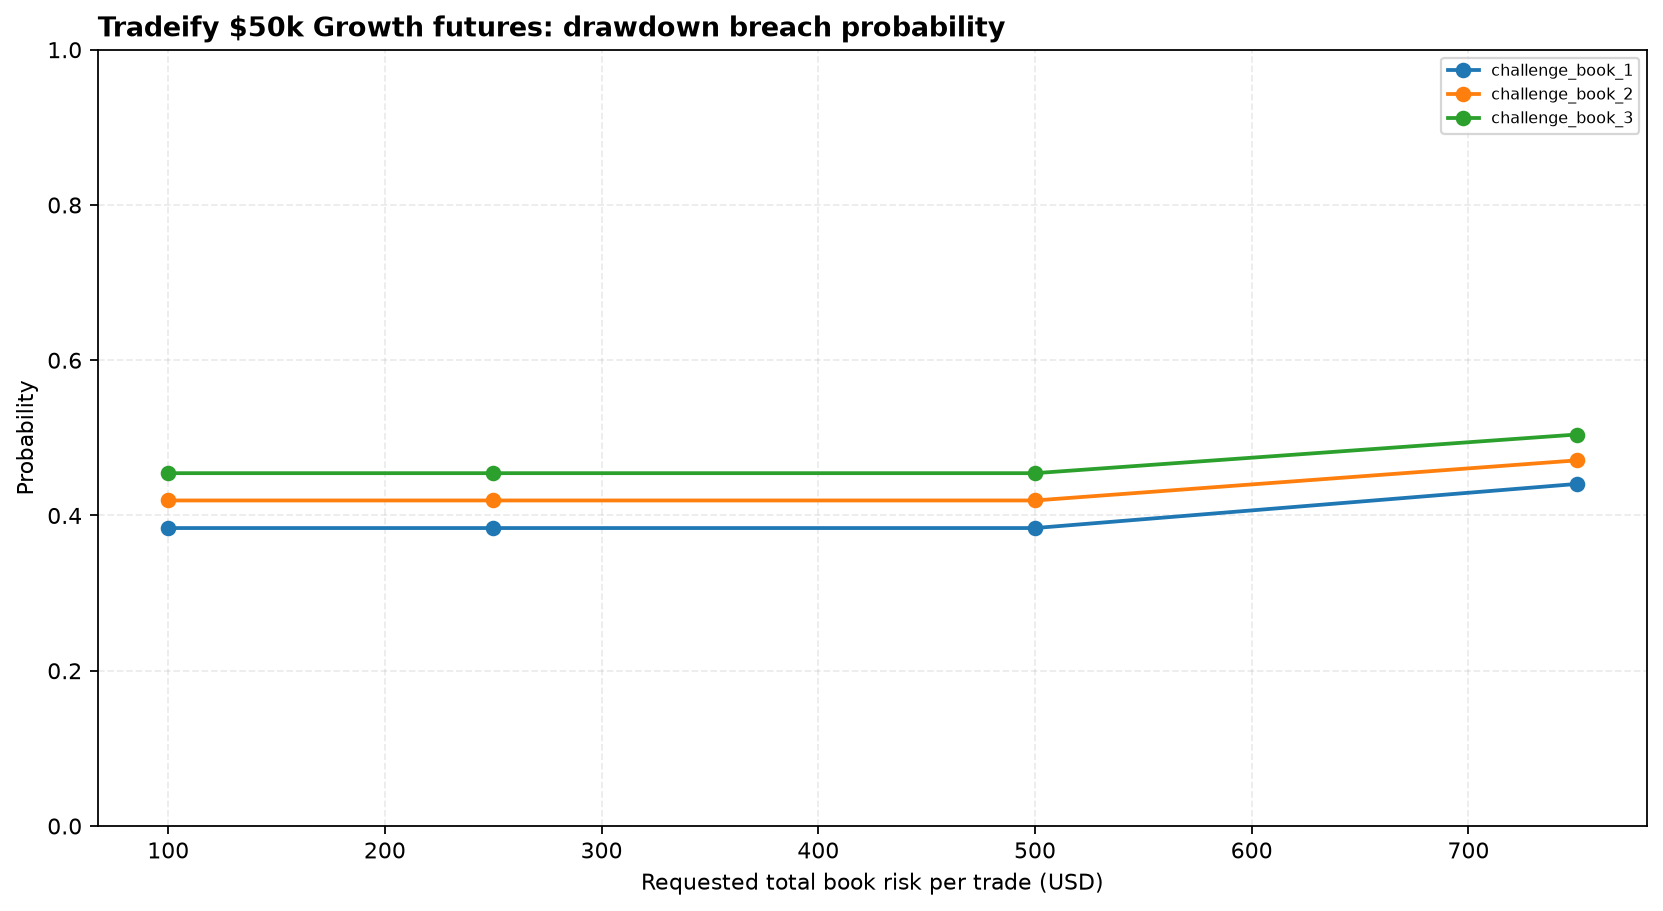 Tradeify $50k Growth futures: drawdown breach probability
challenge_book_1
challenge_book_2
challenge_book_3
Probability
1.0
0.8
0.6
0.4
0.2
0.0
100 200 300 400 500 600 700
Requested total book risk per trade (USD)